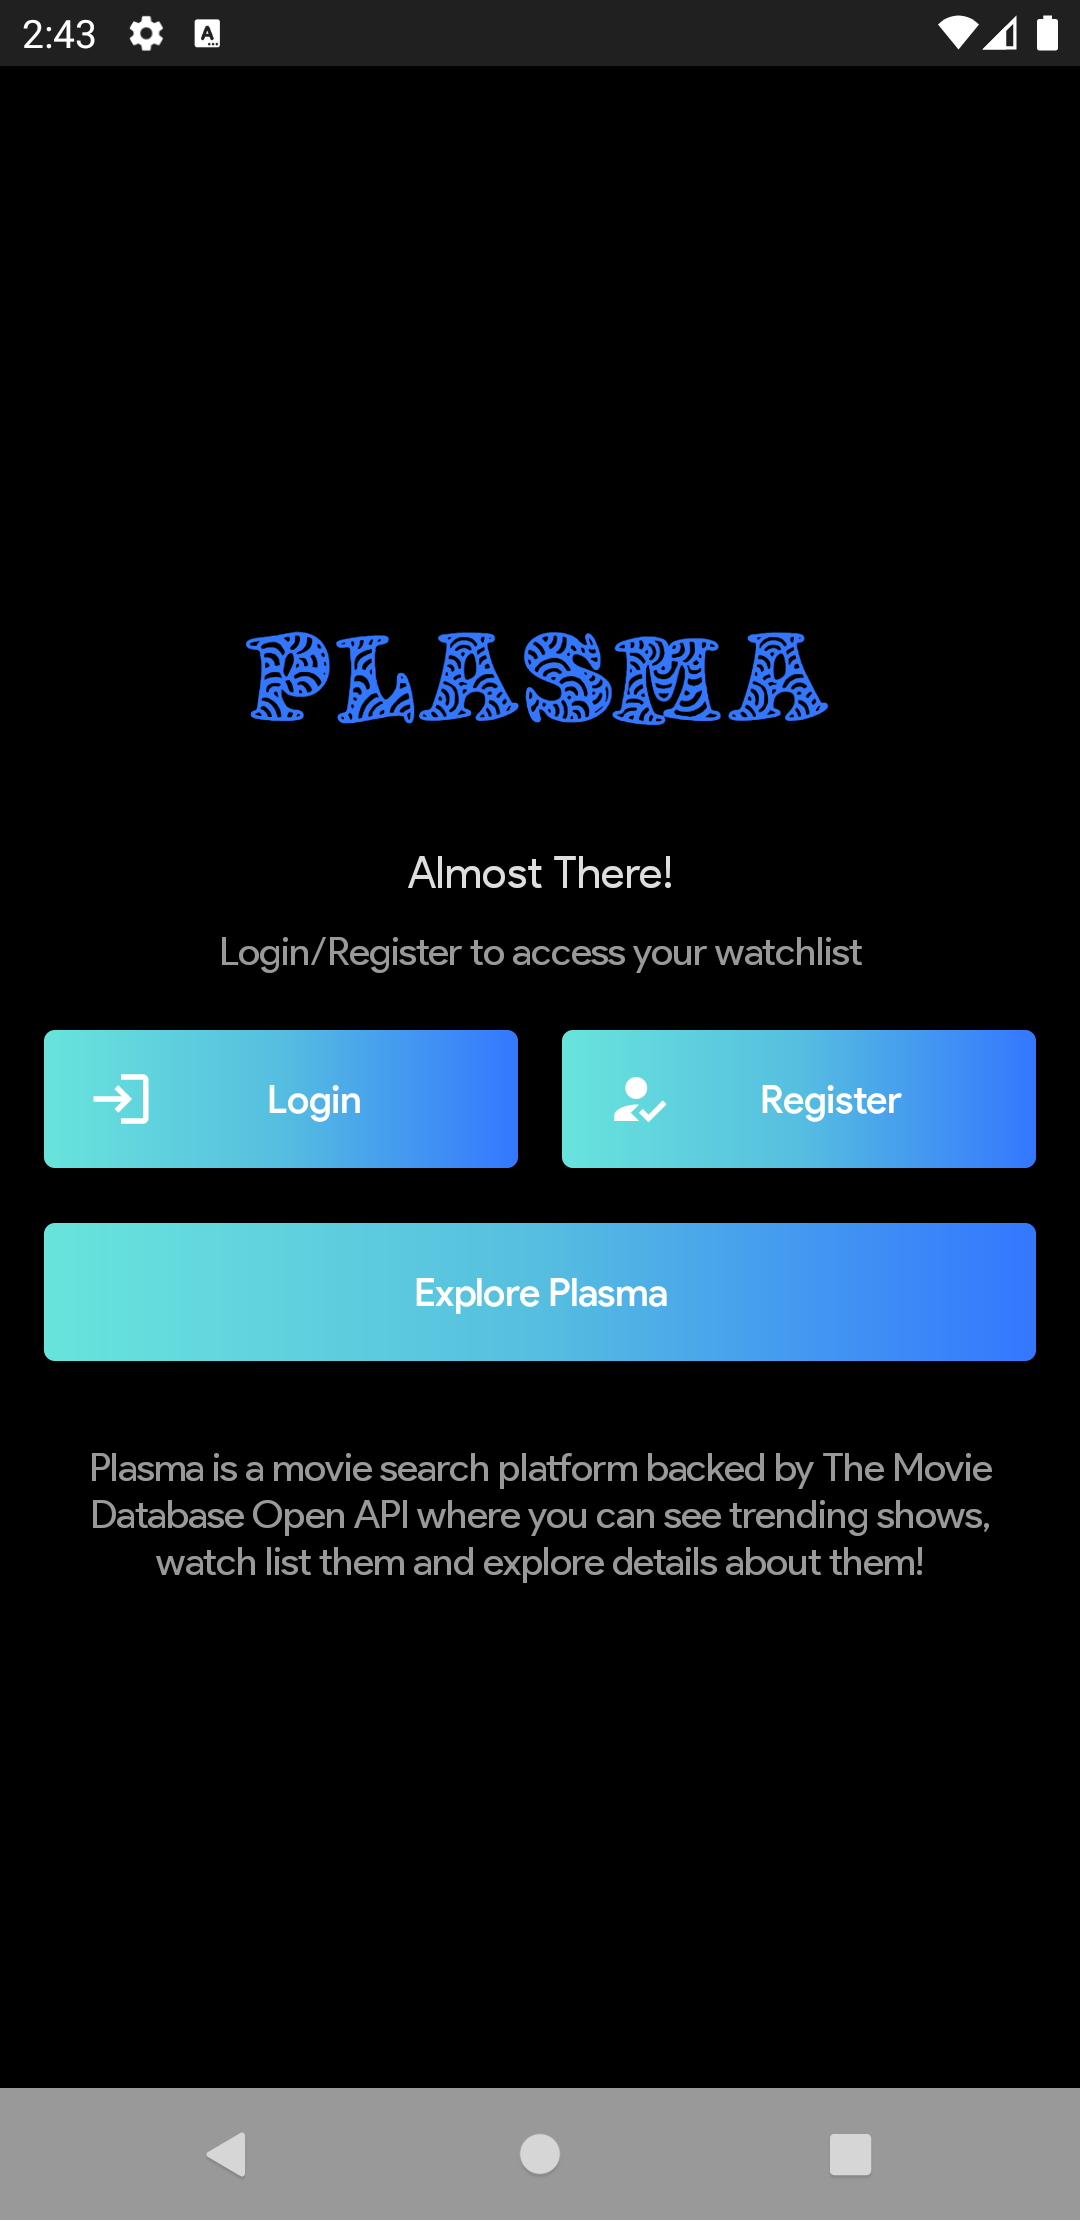 2:43
PLASMA
Almost There!
Login/Register to access your watchlist
Login
Register
Explore Plasma
Plasma is a movie search platform backed by The Movie
Database Open API where you can see trending shows,
watch list them and explore details about them!